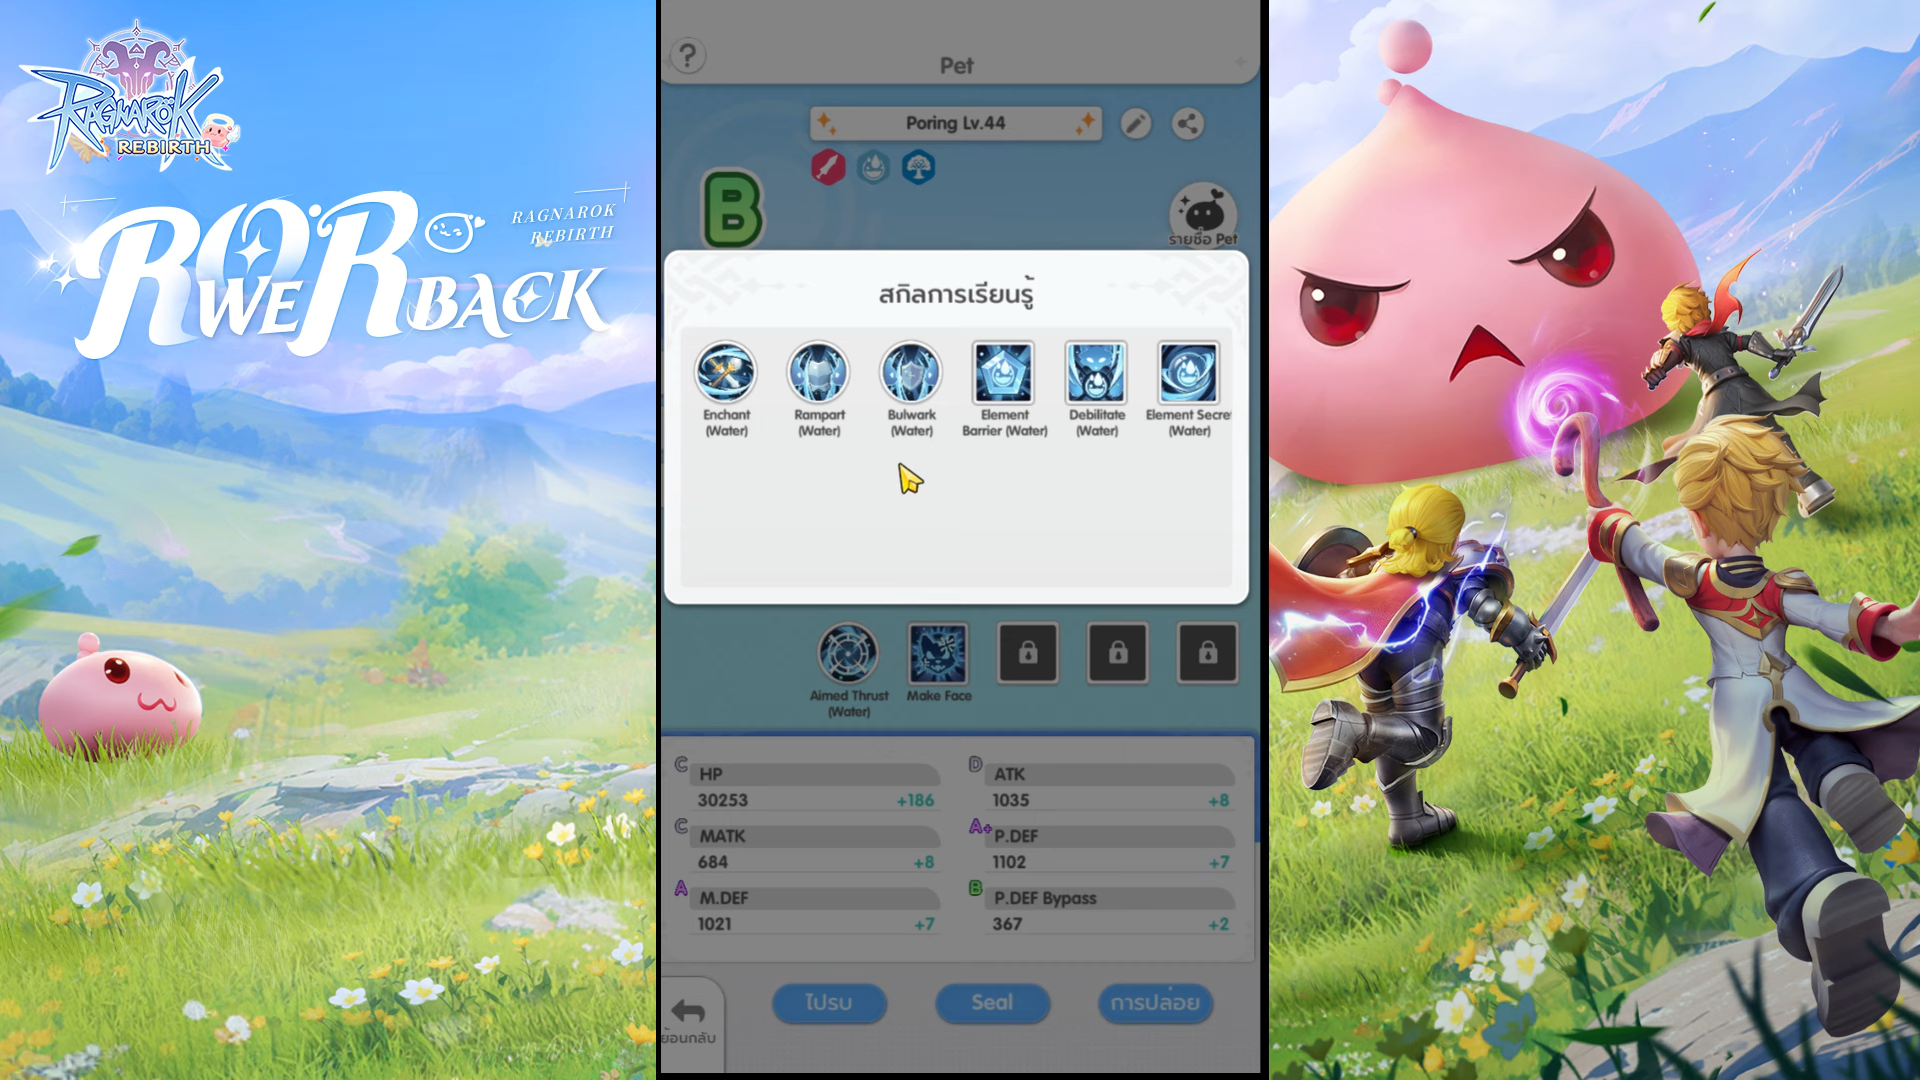 RAGNARÖK
REBIRTH
ROR
WE BACK
RAGNAROK
REBIRTH
?
Pet
Poring Lv.44
B
รายชื่อ Pet
สกิลการเรียนรู้
Enchant
(Water)
Rampart
(Water)
Bulwark
(Water)
Element
Barrier (Water)
Debilitate
(Water)
Element Secre
(Water)
Aimed Thrust
(Water)
Make Face
C HP
30253 +186
D ATK
1035 +8
C MATK
684 +8
A+ P.DEF
1102 +7
A M.DEF
1021 +7
B P.DEF Bypass
367 +2
ย้อนกลับ
ไปรบ
Seal
การปล่อย